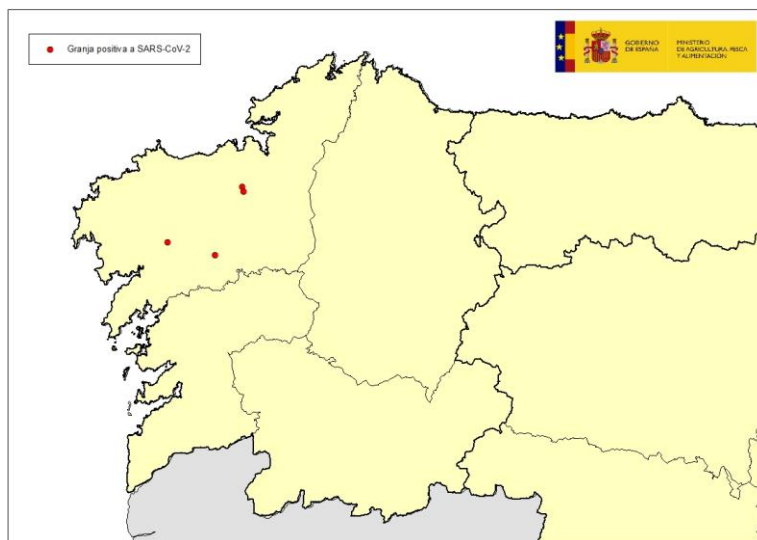 Granja positiva a SARS-CoV-2
GOBIERNO
DE ESPAÑA
MINISTERIO
DE AGRICULTURA, PESCA
Y ALIMENTACIÓN